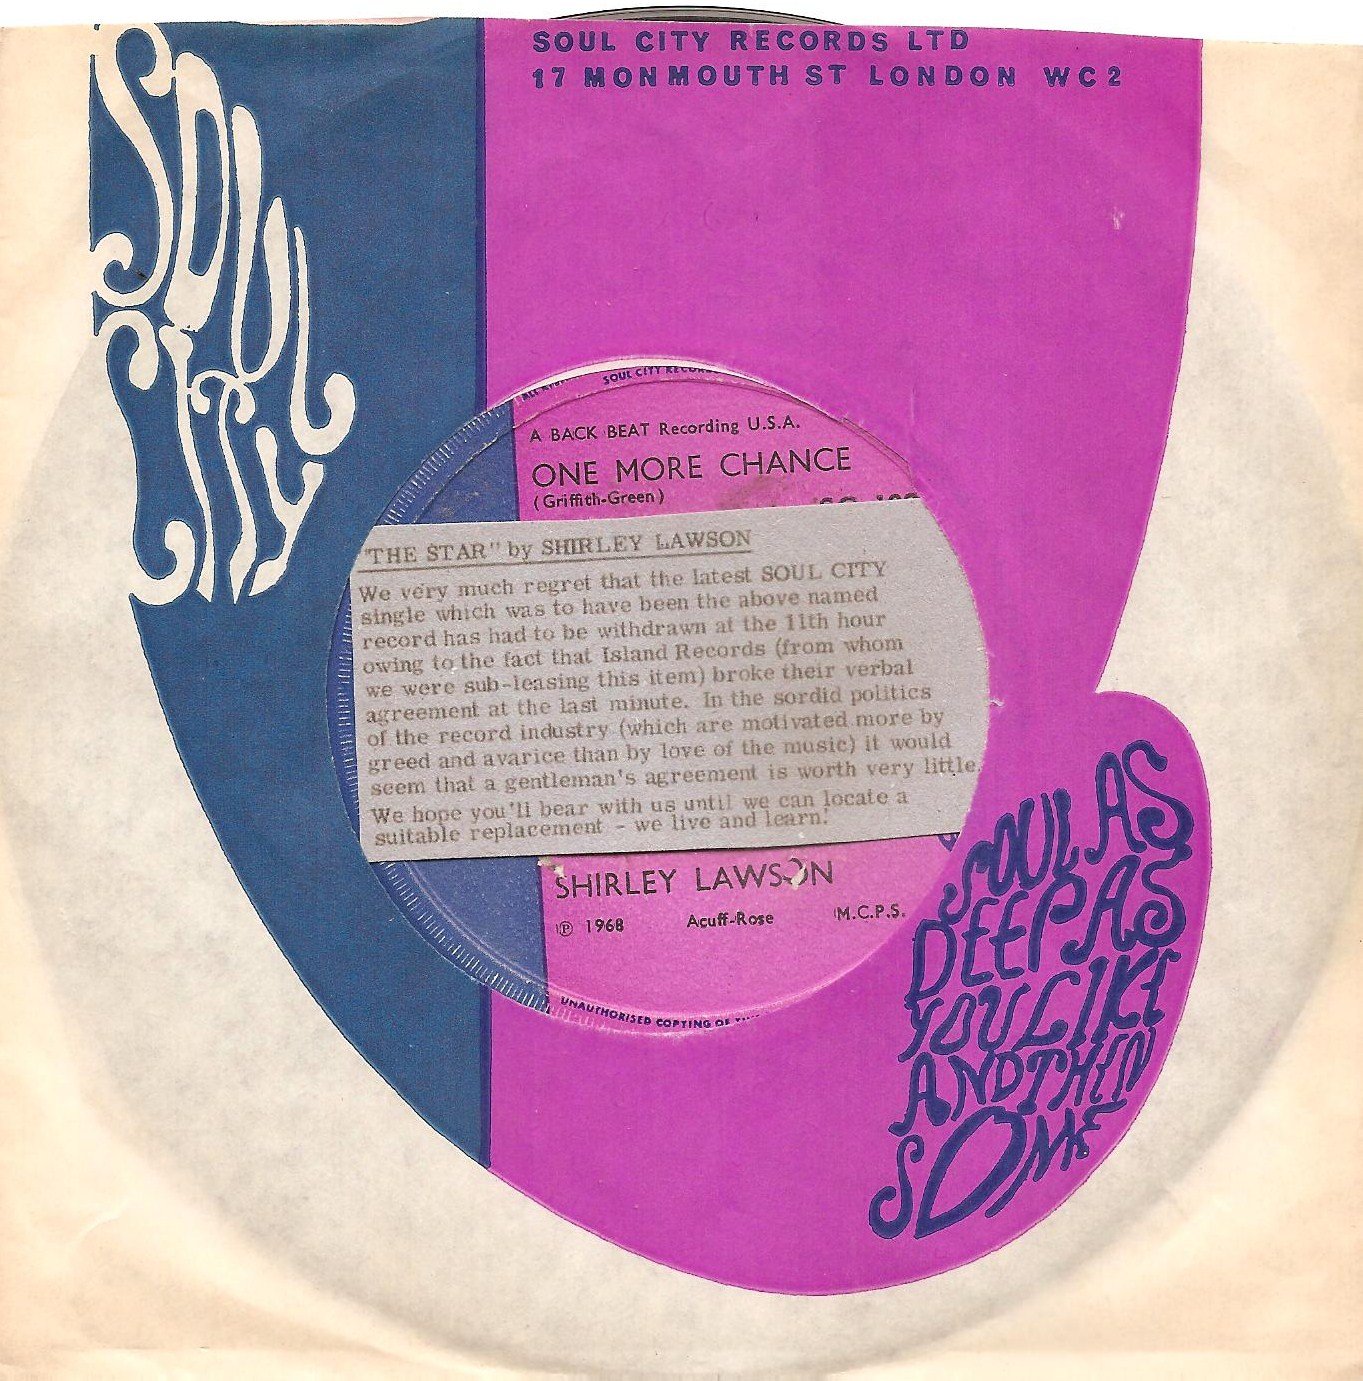 SOUL CITY RECORDS LTD
17 MONMOUTH ST LONDON WC2
SOUL
CITY
SOUL CITY
A BACK BEAT Recording U.S.A.
ONE MORE CHANCE
(Griffith-Green)
"THE STAR" by SHIRLEY LAWSON
We very much regret that the latest SOUL CITY
single which was to have been the above named
record has had to be withdrawn at the 11th hour
owing to the fact that Island Records (from whom
we were sub-leasing this item) broke their verbal
agreement at the last minute. In the sordid politics
of the record industry (which are motivated more by
greed and avarice than by love of the music) it would
seem that a gentleman's agreement is worth very little.
We hope you'll bear with us until we can locate a
suitable replacement - we live and learn!
SHIRLEY LAWSON
℗ 1968 Acuff-Rose M.C.P.S.
UNAUTHORISED COPYING OF
SOUL AS
DEEP AS
YOU LIKE
AND THEN
SOME